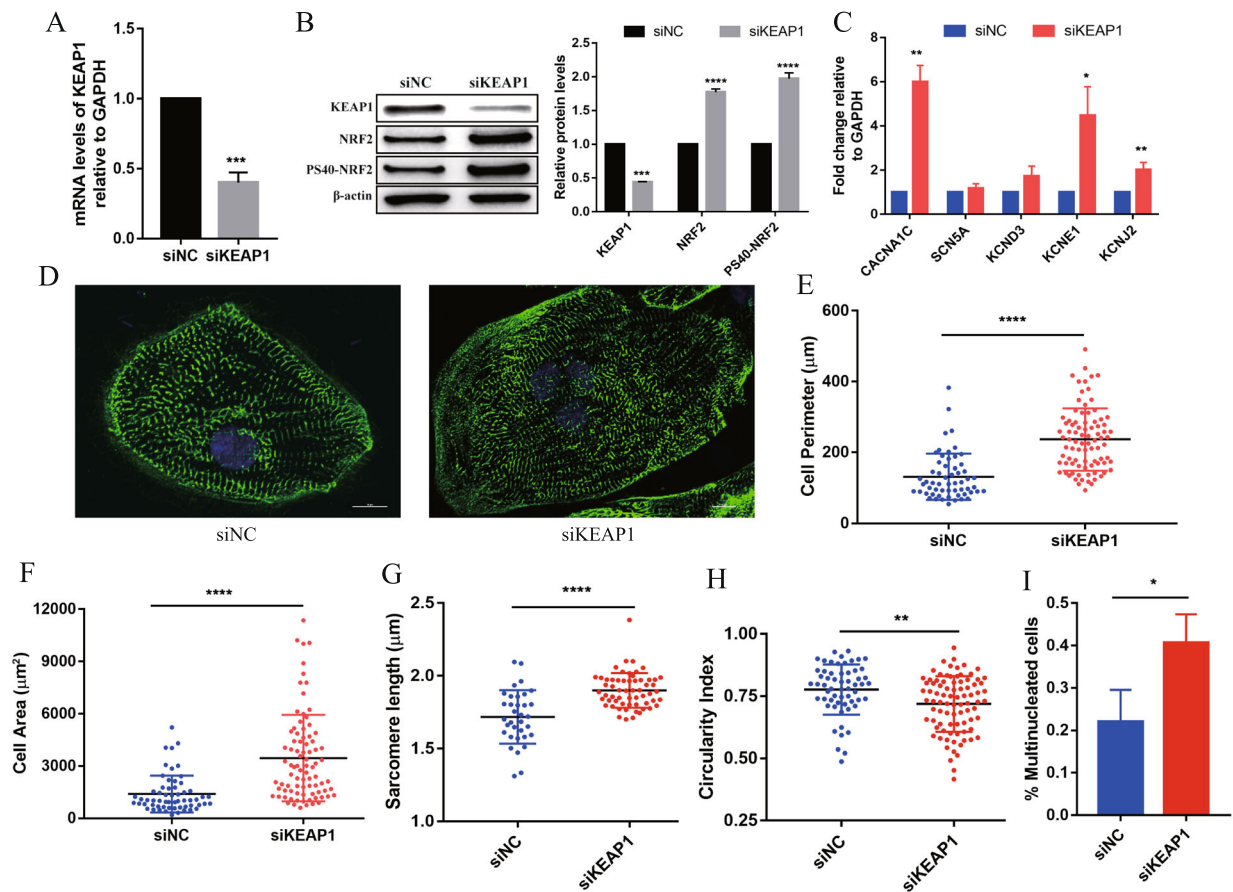 A
mRNA levels of KEAP1
relative to GAPDH
1.5
1.0
0.5
0.0
***
siNC
siKEAP1
B
siNC
siKEAP1
KEAP1
NRF2
PS40-NRF2
β-actin
siNC
siKEAP1
Relative protein levels
2.5
2.0
1.5
1.0
0.5
0.0
***
****
****
KEAP1
NRF2
PS40-NRF2
C
siNC
siKEAP1
Fold change relative
to GAPDH
8
6
4
2
0
**
*
**
CACNA1C
SCN5A
KCND3
KCNE1
KCNJ2
D
siNC
siKEAP1
E
Cell Perimeter (μm)
600
400
200
0
****
siNC
siKEAP1
F
Cell Area (μm²)
12000
9000
6000
3000
0
****
siNC
siKEAP1
G
Sarcomere length (μm)
2.5
2.0
1.5
1.0
****
siNC
siKEAP1
H
Circularity Index
1.00
0.75
0.50
0.25
**
siNC
siKEAP1
I
% Multinucleated cells
0.5
0.4
0.3
0.2
0.1
0.0
*
siNC
siKEAP1